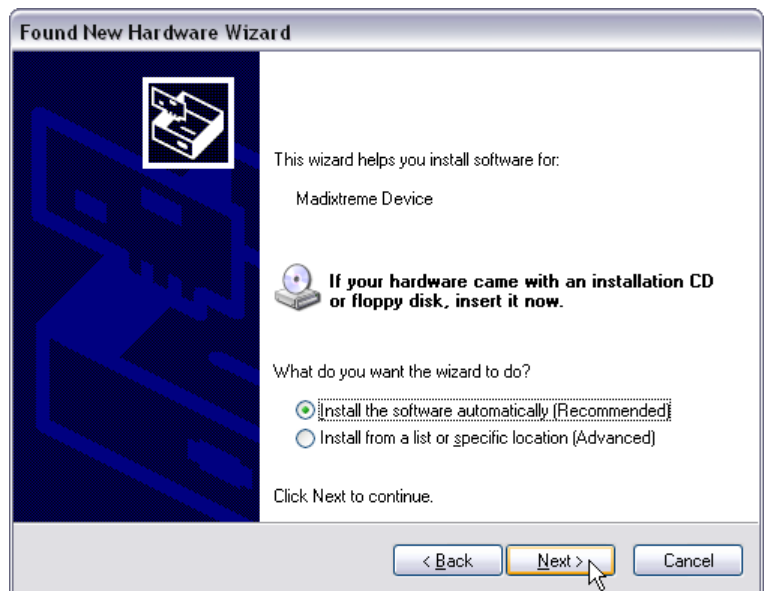 Found New Hardware Wizard
This wizard helps you install software for:
Madixtreme Device
If your hardware came with an installation CD
or floppy disk, insert it now.
What do you want the wizard to do?
Install the software automatically (Recommended)
Install from a list or specific location (Advanced)
Click Next to continue.
< Back
Next >
Cancel